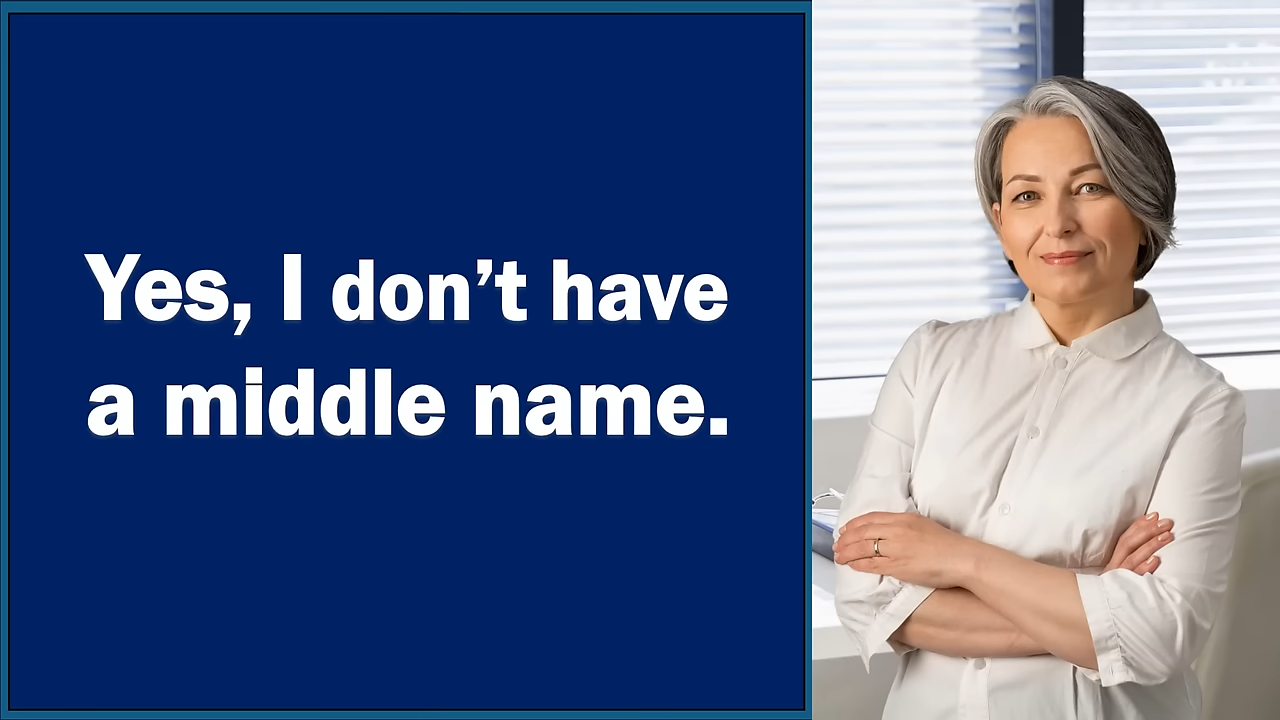 Yes, I don’t have
a middle name.